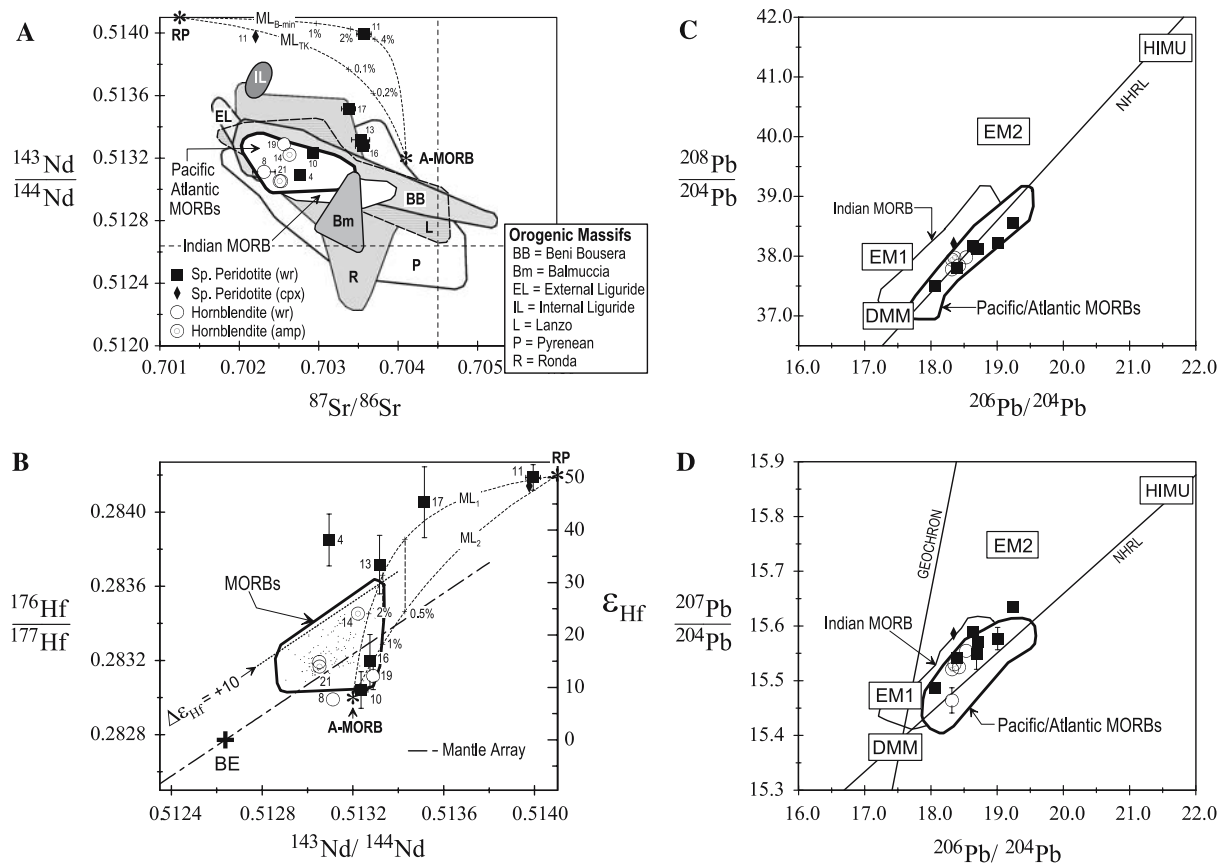 A
0.5140
0.5136
0.5132
0.5128
0.5124
0.5120
143Nd
144Nd
0.701
0.702
0.703
0.704
0.705
87Sr/86Sr
RP
MLB-min
1%
2%
4%
11
11
MLTK
0,1%
0,2%
IL
EL
17
13
16
19
14
10
8
21
4
A-MORB
Pacific
Atlantic
MORBs
Indian MORB
Bm
BB
L
R
P
Sp. Peridotite (wr)
Sp. Peridotite (cpx)
Hornblendite (wr)
Hornblendite (amp)
Orogenic Massifs
BB = Beni Bousera
Bm = Balmuccia
EL = External Liguride
IL = Internal Liguride
L = Lanzo
P = Pyrenean
R = Ronda
C
42.0
41.0
40.0
39.0
38.0
37.0
208Pb
204Pb
HIMU
NHRL
EM2
Indian MORB
EM1
DMM
Pacific/Atlantic MORBs
16.0
17.0
18.0
19.0
20.0
21.0
22.0
206Pb/204Pb
B
0.2840
0.2836
0.2832
0.2828
176Hf
177Hf
RP
11
50
17
ML1
40
4
ML2
13
MORBs
30
εHf
14
2%
0.5%
20
1%
16
21
19
10
8
10
A-MORB
ΔεHf = +10
0
BE
Mantle Array
0.5124
0.5128
0.5132
0.5136
0.5140
143Nd/ 144Nd
D
15.9
15.8
15.7
15.6
15.5
15.4
15.3
207Pb
204Pb
HIMU
GEOCHRON
EM2
NHRL
Indian MORB
EM1
Pacific/Atlantic MORBs
DMM
16.0
17.0
18.0
19.0
20.0
21.0
22.0
206Pb/ 204Pb